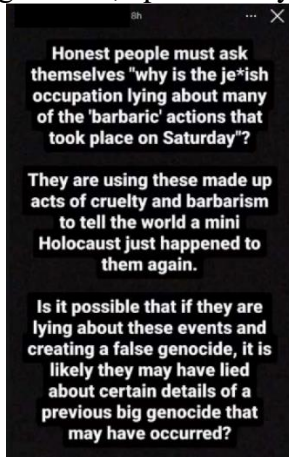 8h
Honest people must ask
themselves "why is the je*ish
occupation lying about many
of the 'barbaric' actions that
took place on Saturday"?
They are using these made up
acts of cruelty and barbarism
to tell the world a mini
Holocaust just happened to
them again.
Is it possible that if they are
lying about these events and
creating a false genocide, it is
likely they may have lied
about certain details of a
previous big genocide that
may have occurred?